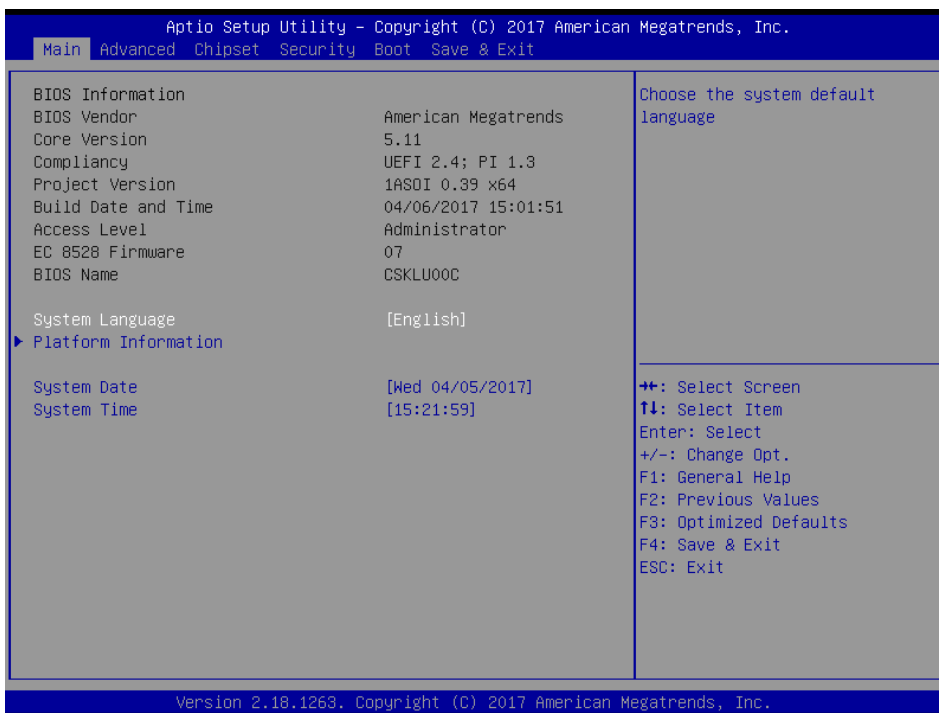 Aptio Setup Utility – Copyright (C) 2017 American Megatrends, Inc.
Main Advanced Chipset Security Boot Save & Exit
BIOS Information
BIOS Vendor American Megatrends
Core Version 5.11
Compliancy UEFI 2.4; PI 1.3
Project Version 1ASOI 0.39 x64
Build Date and Time 04/06/2017 15:01:51
Access Level Administrator
EC 8528 Firmware 07
BIOS Name CSKLU00C
System Language [English]
Platform Information
System Date [Wed 04/05/2017]
System Time [15:21:59]
Choose the system default
language
→←: Select Screen
↑↓: Select Item
Enter: Select
+/-: Change Opt.
F1: General Help
F2: Previous Values
F3: Optimized Defaults
F4: Save & Exit
ESC: Exit
Version 2.18.1263. Copyright (C) 2017 American Megatrends, Inc.